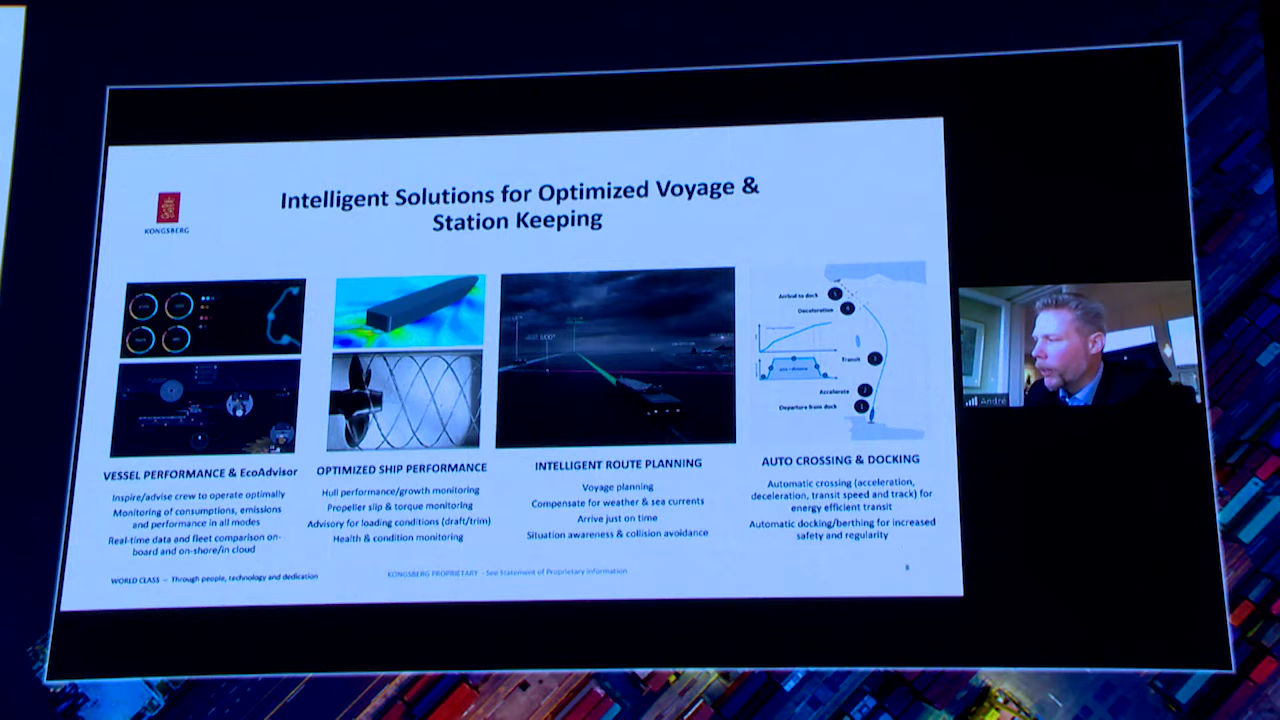 Intelligent Solutions for Optimized Voyage &
Station Keeping
KONGSBERG
Arrival to dock
5
Deceleration
4
Transit
3
Accelerate
2
Departure from dock
1
André
VESSEL PERFORMANCE & EcoAdvisor
Inspire/advise crew to operate optimally
Monitoring of consumptions, emissions
and performance in all modes
Real-time data and fleet comparison on-
board and on-shore/in cloud
OPTIMIZED SHIP PERFORMANCE
Hull performance/growth monitoring
Propeller slip & torque monitoring
Advisory for loading conditions (draft/trim)
Health & condition monitoring
INTELLIGENT ROUTE PLANNING
Voyage planning
Compensate for weather & sea currents
Arrive just on time
Situation awareness & collision avoidance
AUTO CROSSING & DOCKING
Automatic crossing (acceleration,
deceleration, transit speed and track) for
energy efficient transit
Automatic docking/berthing for increased
safety and regularity
WORLD CLASS – Through people, technology and dedication
KONGSBERG PROPRIETARY - See Statement of Proprietary information
8